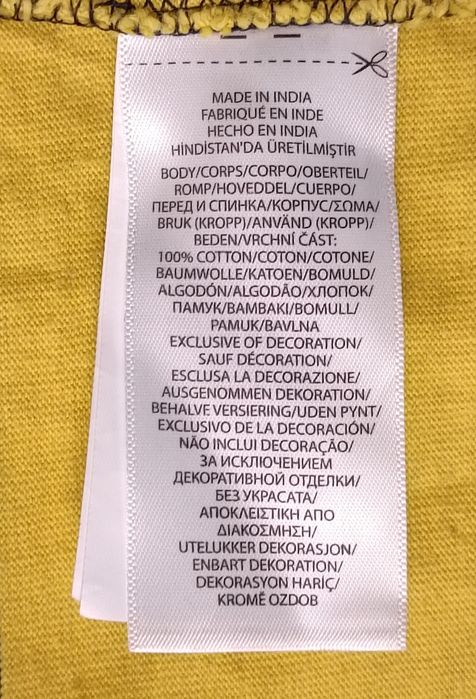 MADE IN INDIA
FABRIQUÉ EN INDE
HECHO EN INDIA
HİNDİSTAN'DA ÜRETİLMİŞTİR
BODY/CORPS/CORPO/OBERTEIL/
ROMP/HOVEDDEL/CUERPO/
ПЕРЕД И СПИНКА/КОРПУС/ΣΩΜΑ/
BRUK (KROPP)/ANVÄND (KROPP)/
BEDEN/VRCHNÍ ČÁST:
100% COTTON/COTON/COTONE/
BAUMWOLLE/KATOEN/BOMULD/
ALGODÓN/ALGODÃO/ХЛОПОК/
ПАМУК/ΒΑΜΒΑΚΙ/BOMULL/
PAMUK/BAVLNA
EXCLUSIVE OF DECORATION/
SAUF DÉCORATION/
ESCLUSA LA DECORAZIONE/
AUSGENOMMEN DEKORATION/
BEHALVE VERSIERING/UDEN PYNT/
EXCLUSIVO DE LA DECORACIÓN/
NÃO INCLUI DECORAÇÃO/
ЗА ИСКЛЮЧЕНИЕМ
ДЕКОРАТИВНОЙ ОТДЕЛКИ/
БЕЗ УКРАСАТА/
ΑΠΟΚΛΕΙΣΤΙΚΗ ΑΠΟ
ΔΙΑΚΟΣΜΗΣΗ/
UTELUKKER DEKORASJON/
ENBART DEKORATION/
DEKORASYON HARİÇ/
KROMĚ OZDOB